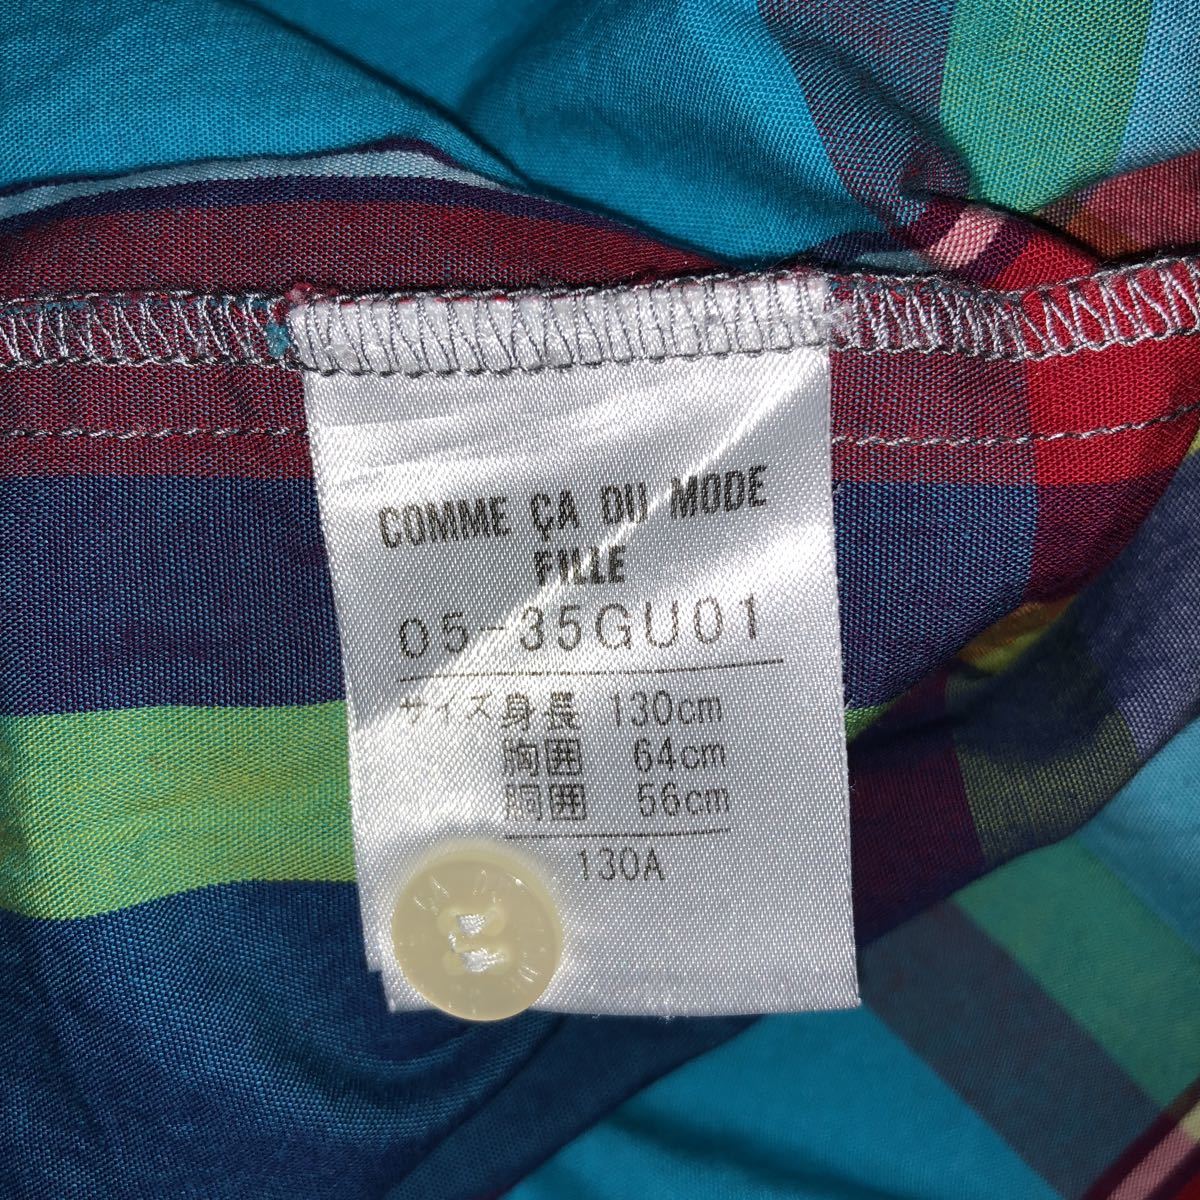 COMME ÇA DU MODE
FILLE
05-35GU01
サイズ 身長 130cm
胸囲 64cm
胸囲 56cm
130A